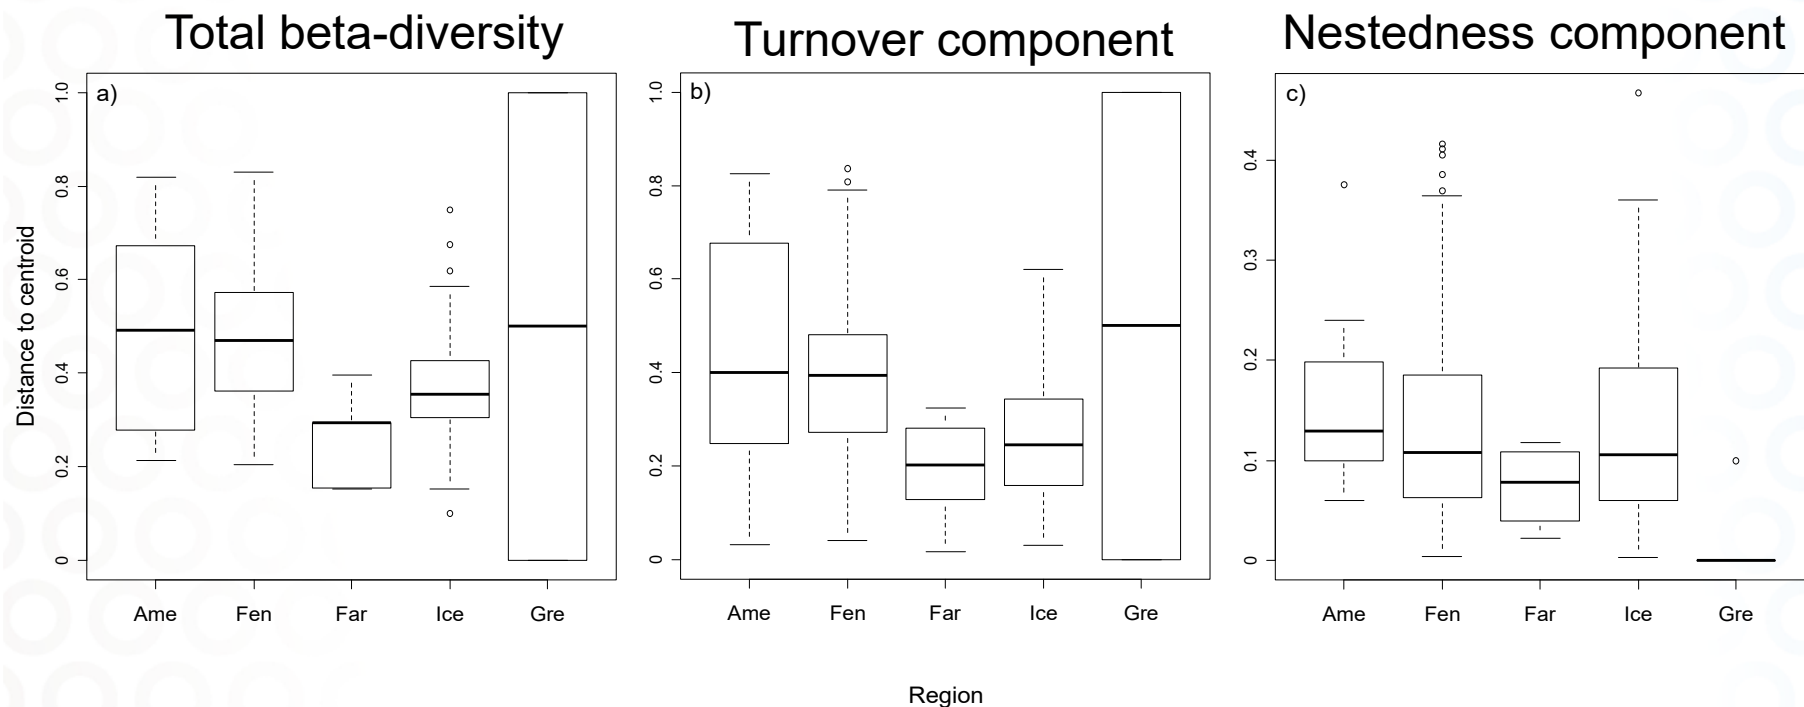 Total beta-diversity
Turnover component
Nestedness component
a)
b)
c)
Distance to centroid
1.0
0.8
0.6
0.4
0.2
0
Ame Fen Far Ice Gre
1.0
0.8
0.6
0.4
0.2
0
Ame Fen Far Ice Gre
0.4
0.3
0.2
0.1
0
Ame Fen Far Ice Gre
Region